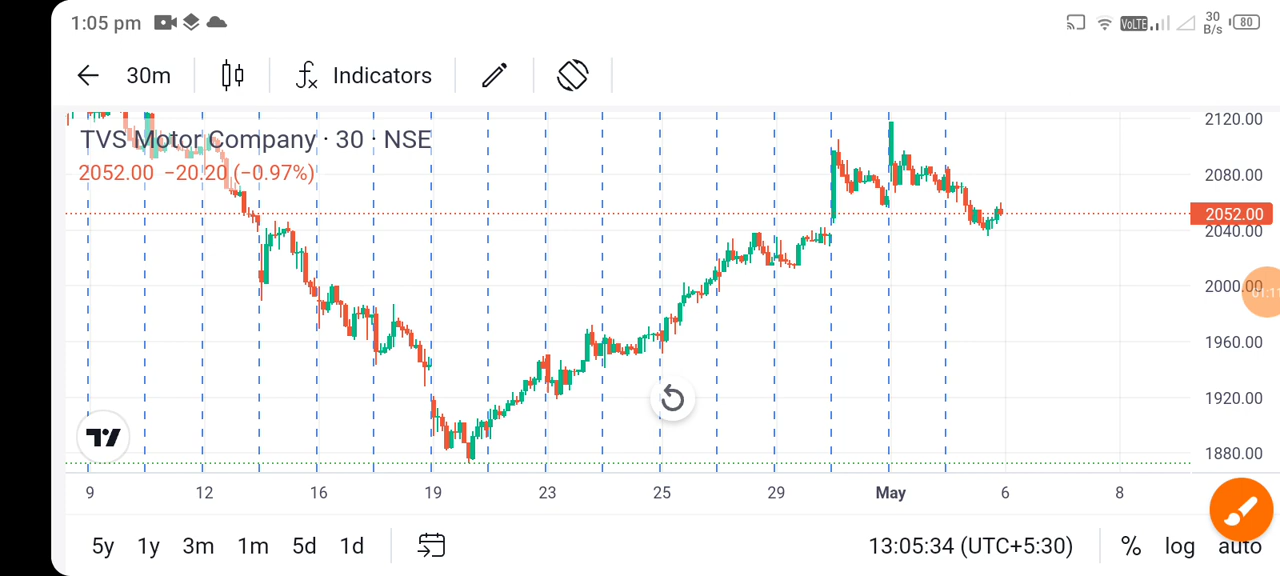 1:05 pm
VoLTE 30 B/s 80
30m fx Indicators
TVS Motor Company · 30 · NSE
2052.00 −20.20 (−0.97%)
2120.00
2080.00
2052.00
2040.00
2000.00
01:11
1960.00
1920.00
1880.00
9 12 16 19 23 25 29 May 6 8
5y 1y 3m 1m 5d 1d 13:05:34 (UTC+5:30) % log auto